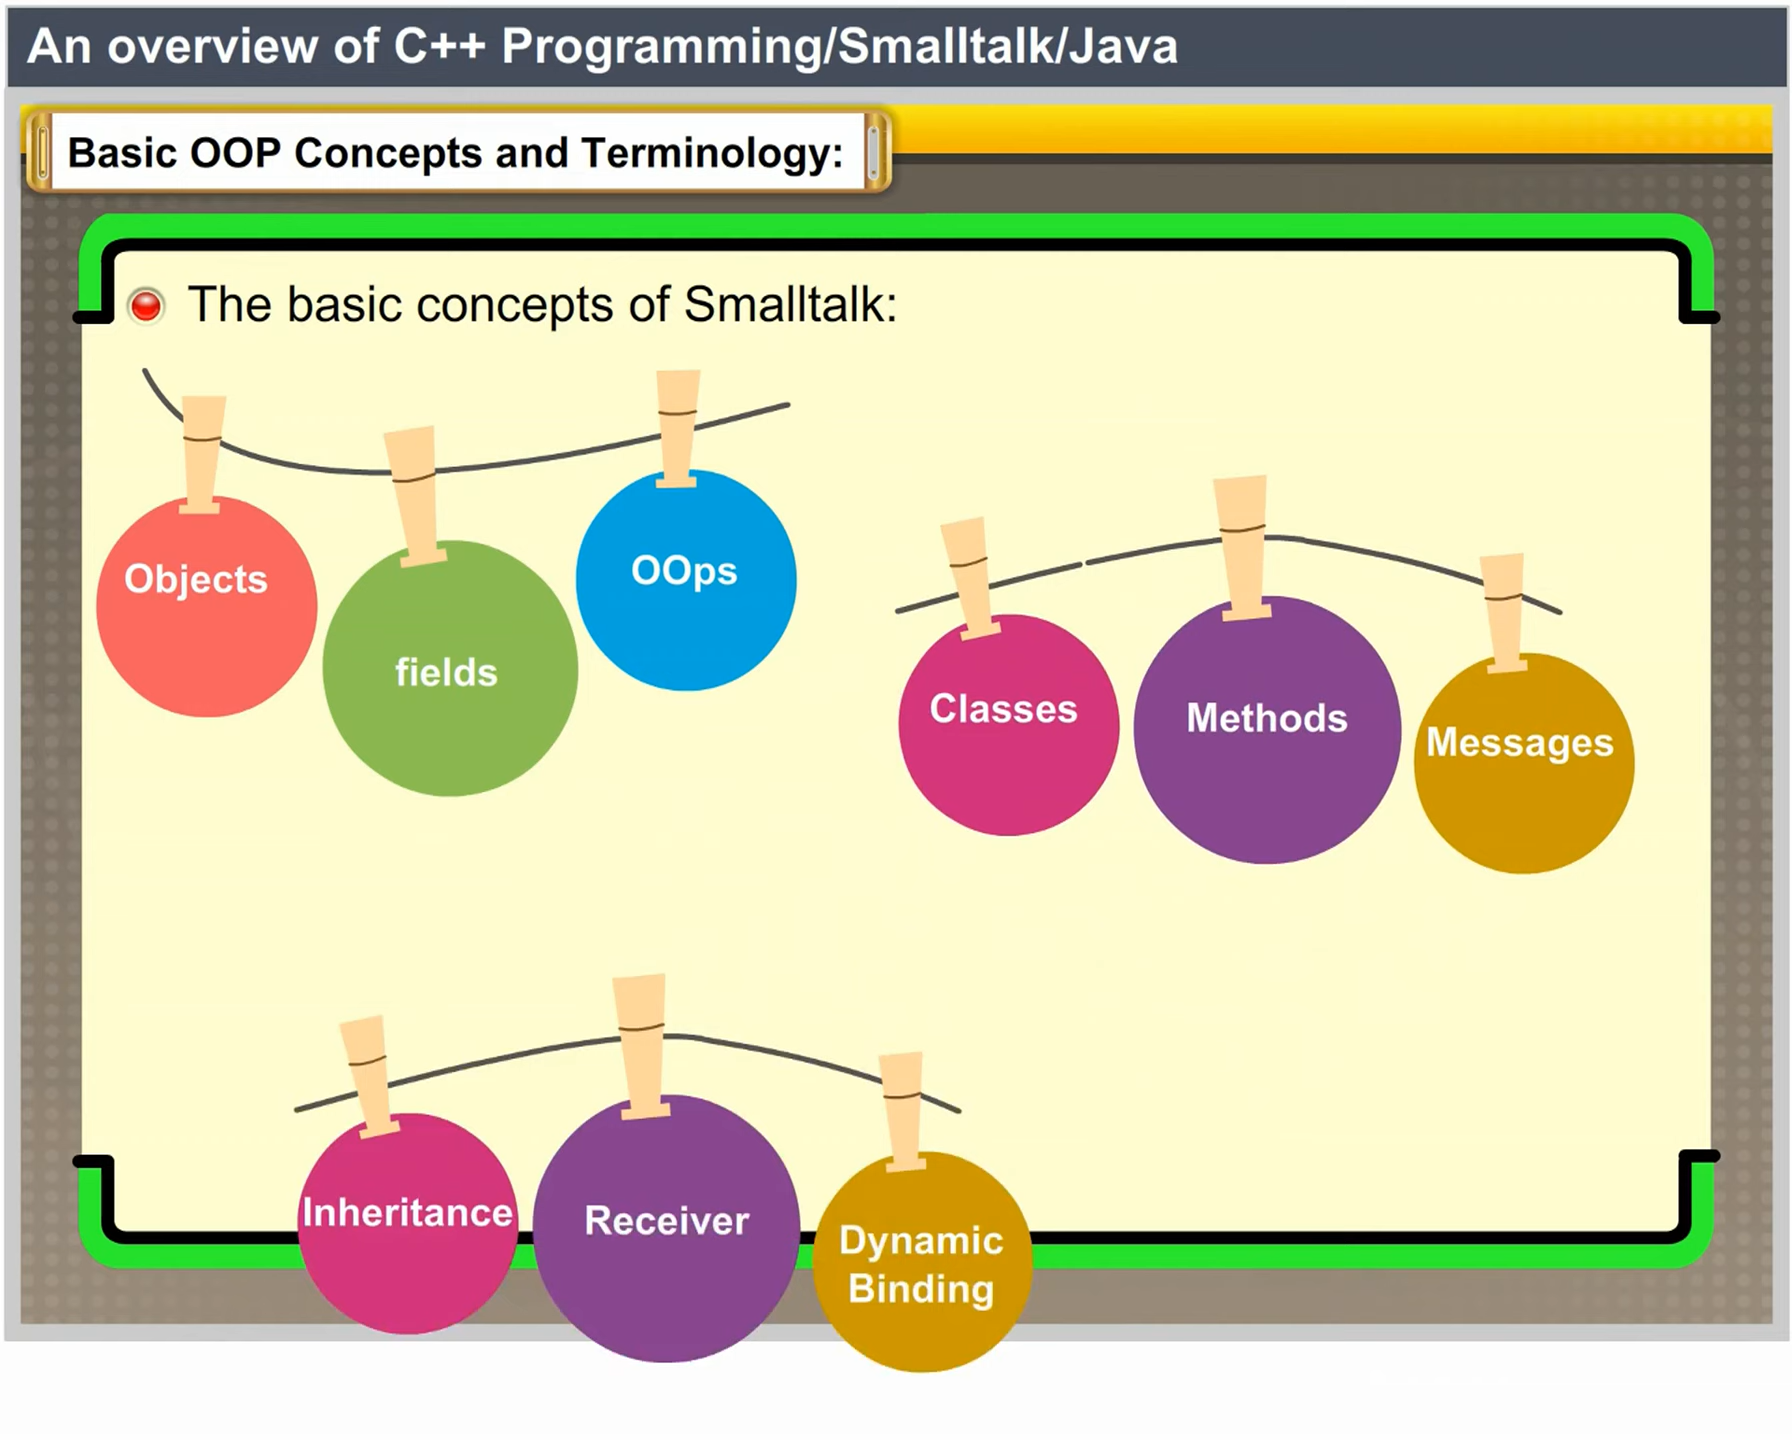 An overview of C++ Programming/Smalltalk/Java
Basic OOP Concepts and Terminology:
The basic concepts of Smalltalk:
Objects
fields
OOps
Classes
Methods
Messages
Inheritance
Receiver
Dynamic
Binding